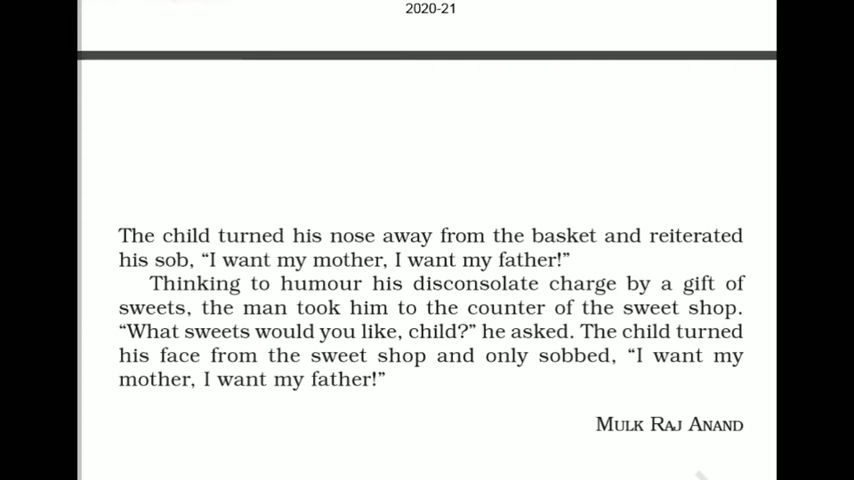 2020-21
The child turned his nose away from the basket and reiterated
his sob, “I want my mother, I want my father!”
Thinking to humour his disconsolate charge by a gift of
sweets, the man took him to the counter of the sweet shop.
“What sweets would you like, child?” he asked. The child turned
his face from the sweet shop and only sobbed, “I want my
mother, I want my father!”
MULK RAJ ANAND